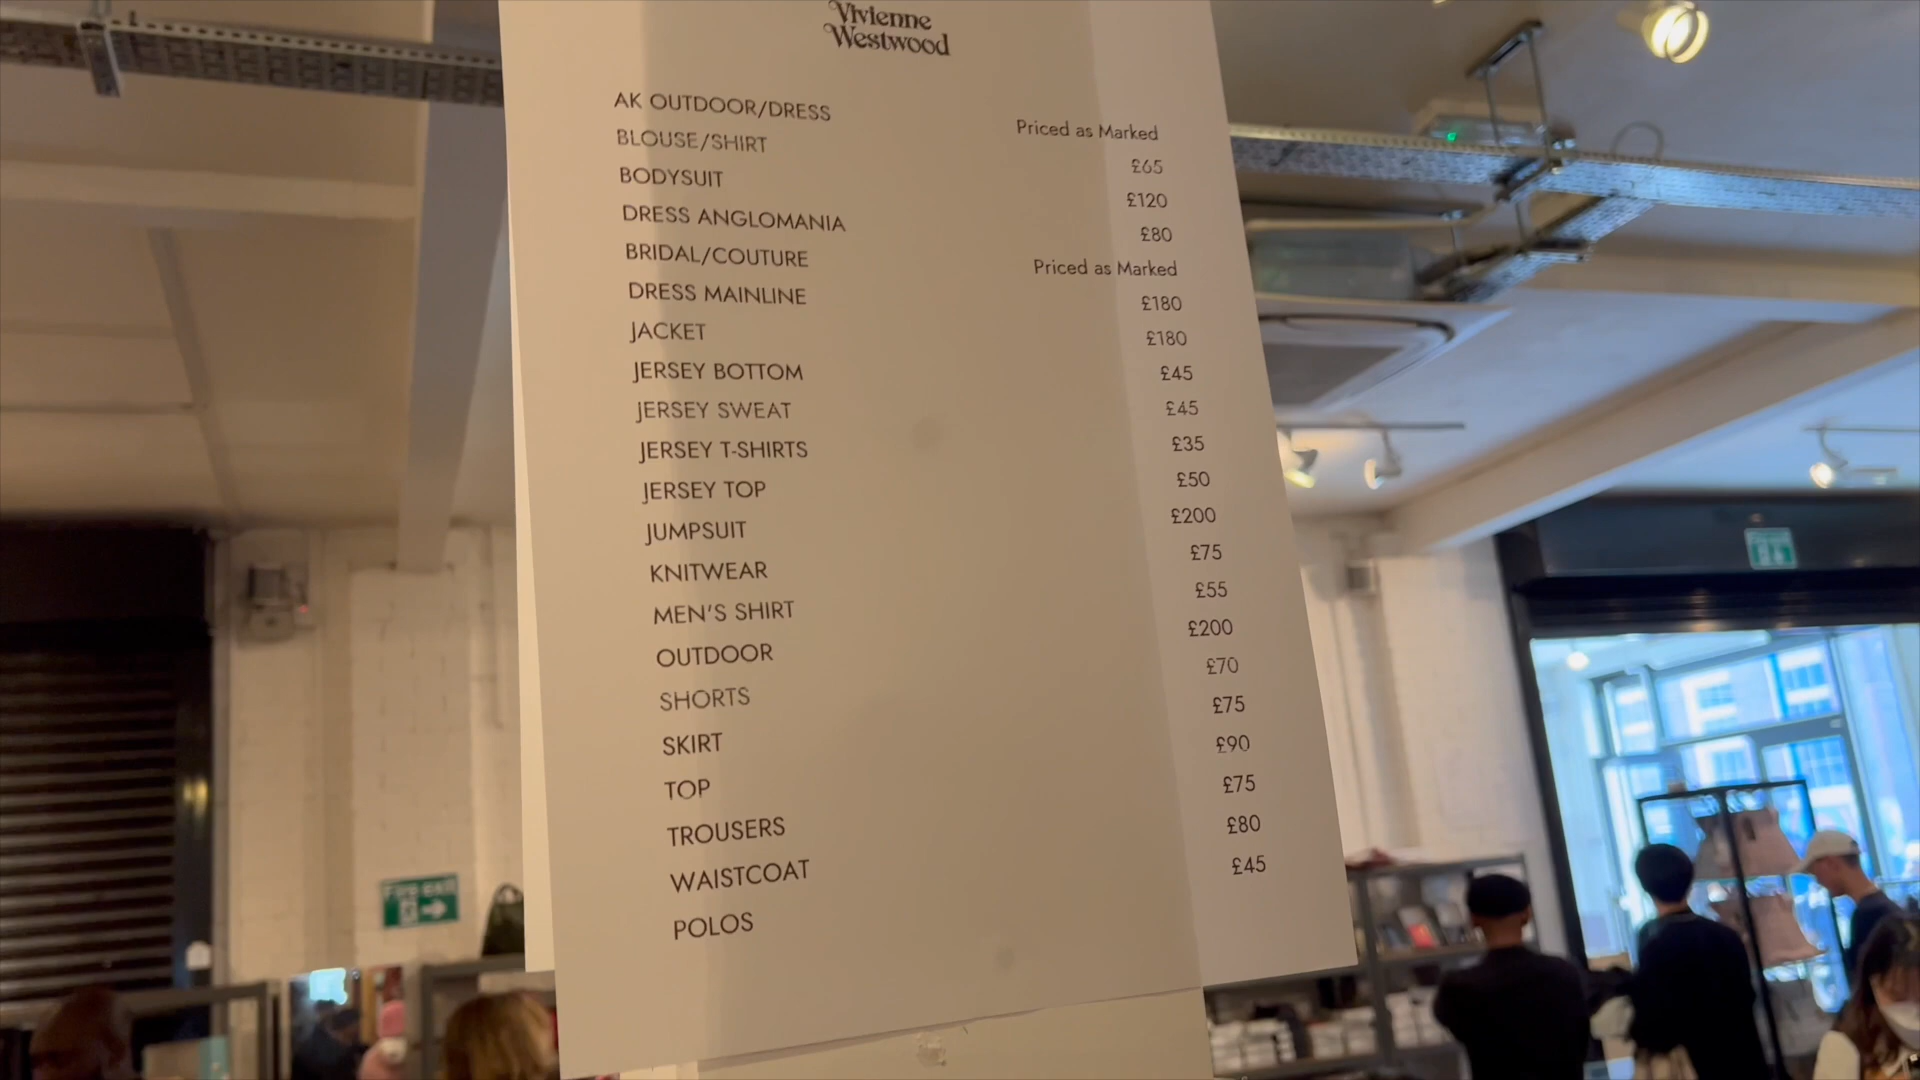 Vivienne
Westwood
AK OUTDOOR/DRESS Priced as Marked
BLOUSE/SHIRT £65
BODYSUIT £120
DRESS ANGLOMANIA £80
BRIDAL/COUTURE Priced as Marked
DRESS MAINLINE £180
JACKET £180
JERSEY BOTTOM £45
JERSEY SWEAT £45
JERSEY T-SHIRTS £35
JERSEY TOP £50
JUMPSUIT £200
KNITWEAR £75
MEN'S SHIRT £55
OUTDOOR £200
SHORTS £70
SKIRT £75
TOP £90
TROUSERS £75
WAISTCOAT £80
POLOS £45
Fire exit